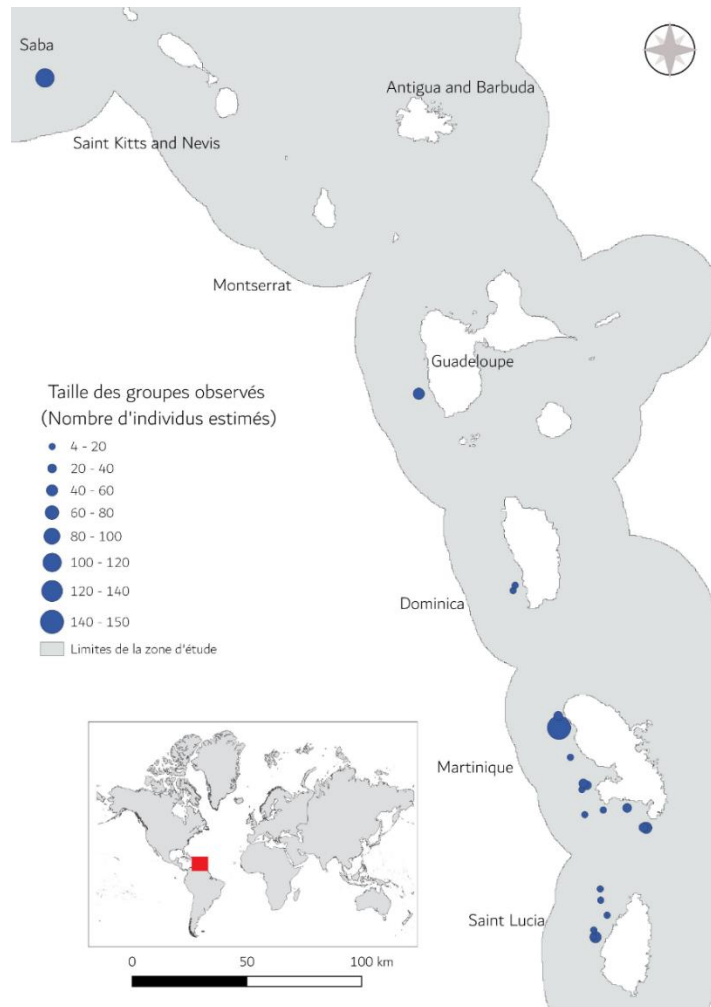 Saba
Antigua and Barbuda
Saint Kitts and Nevis
Montserrat
Guadeloupe
Taille des groupes observés
(Nombre d'individus estimés)
4 - 20
20 - 40
40 - 60
60 - 80
80 - 100
100 - 120
120 - 140
140 - 150
Limites de la zone d'étude
Dominica
Martinique
Saint Lucia
0 50 100 km